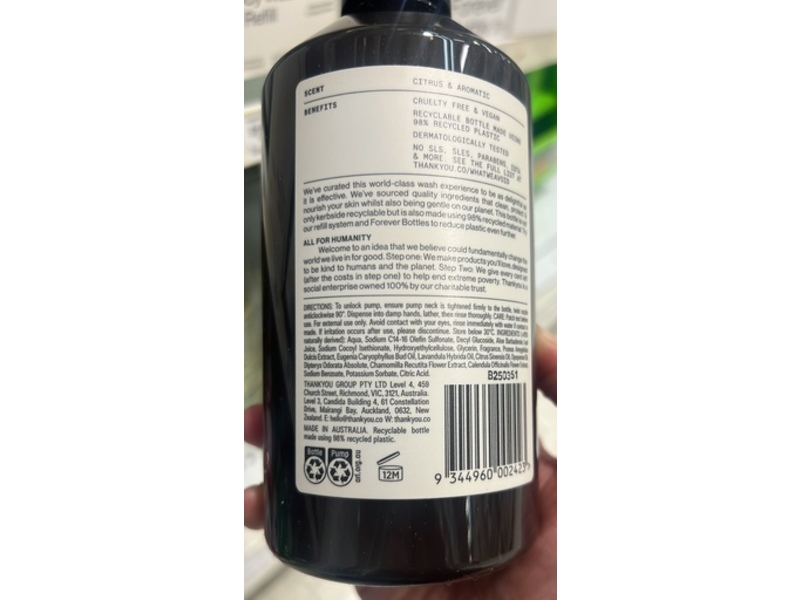 Refill
SCENT CITRUS & AROMATIC
BENEFITS CRUELTY FREE & VEGAN
RECYCLABLE BOTTLE MADE USING
98% RECYCLED PLASTIC
DERMATOLOGICALLY TESTED
NO SLS, SLES, PARABENS, EDTA
& MORE. SEE THE FULL LIST AT
THANKYOU.CO/WHATWEAVOID
We've curated this world-class wash experience to be as delightful as
it is effective. We've sourced quality ingredients that clean, protect &
nourish your skin whilst also being gentle on our planet. This bottle is not
only kerbside recyclable but is also made using 98% recycled material. Try
our refill system and Forever Bottles to reduce plastic even further.
ALL FOR HUMANITY
Welcome to an idea that we believe could fundamentally change the
world we live in for good. Step one: We make products you'll love, designed
to be kind to humans and the planet. Step Two: We give every cent
(after the costs in step one) to help end extreme poverty. Thankyou is a
social enterprise owned 100% by our charitable trust.
DIRECTIONS: To unlock pump, ensure pump neck is tightened firmly to the bottle, twist nozzle
anticlockwise 90°. Dispense into damp hands, lather, then rinse thoroughly. CARE: Patch test before
use. For external use only. Avoid contact with your eyes, rinse immediately with water if contact is
made. If irritation occurs after use, please discontinue. Store below 30°C. INGREDIENTS
naturally derived): Aqua, Sodium C14-16 Olefin Sulfonate, Decyl Glucoside, Aloe Barbadensis Leaf
Juice, Sodium Cocoyl Isethionate, Hydroxyethylcellulose, Glycerin, Fragrance, Prunus Amygdalus
Dulcis Extract, Eugenia Caryophyllus Bud Oil, Lavandula Hybrida Oil, Citrus Sinensis Oil,
Dipteryx Odorata Absolute, Chamomilla Recutita Flower Extract, Calendula Officinalis Flower Extract,
Sodium Benzoate, Potassium Sorbate, Citric Acid.
B250351
THANKYOU GROUP PTY LTD Level 4, 459
Church Street, Richmond, VIC, 3121, Australia.
Level 3, Candida Building 4, 61 Constellation
Drive, Mairangi Bay, Auckland, 0632, New
Zealand. E: hello@thankyou.co W: thankyou.co
MADE IN AUSTRALIA. Recyclable bottle
made using 98% recycled plastic.
Bottle Pump
arl.org.au
12M
9 344960 002423